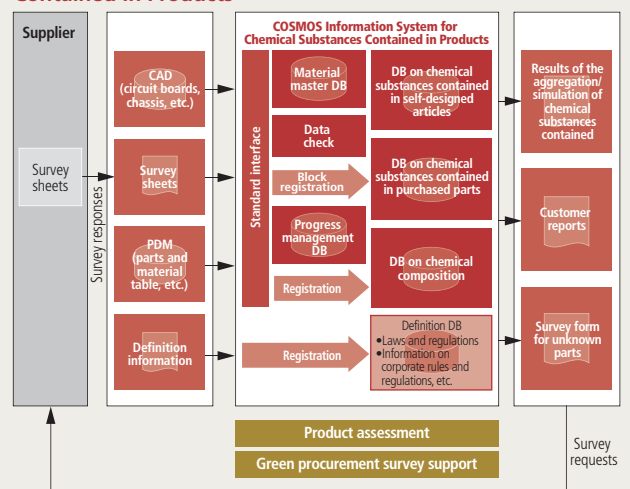 Contained in Products
Supplier
Survey
sheets
Survey responses
CAD
(circuit boards,
chassis, etc.)
Survey
sheets
PDM
(parts and
material
table, etc.)
Definition
information
COSMOS Information System for
Chemical Substances Contained in Products
Standard interface
Material
master DB
Data
check
Block
registration
Progress
management
DB
Registration
Registration
DB on chemical
substances contained
in self-designed
articles
DB on chemical
substances contained
in purchased parts
DB on chemical
composition
Definition DB
•Laws and regulations
•Information on
corporate rules and
regulations, etc.
Results of the
aggregation/
simulation of
chemical
substances
contained
Customer
reports
Survey form
for unknown
parts
Product assessment
Green procurement survey support
Survey
requests